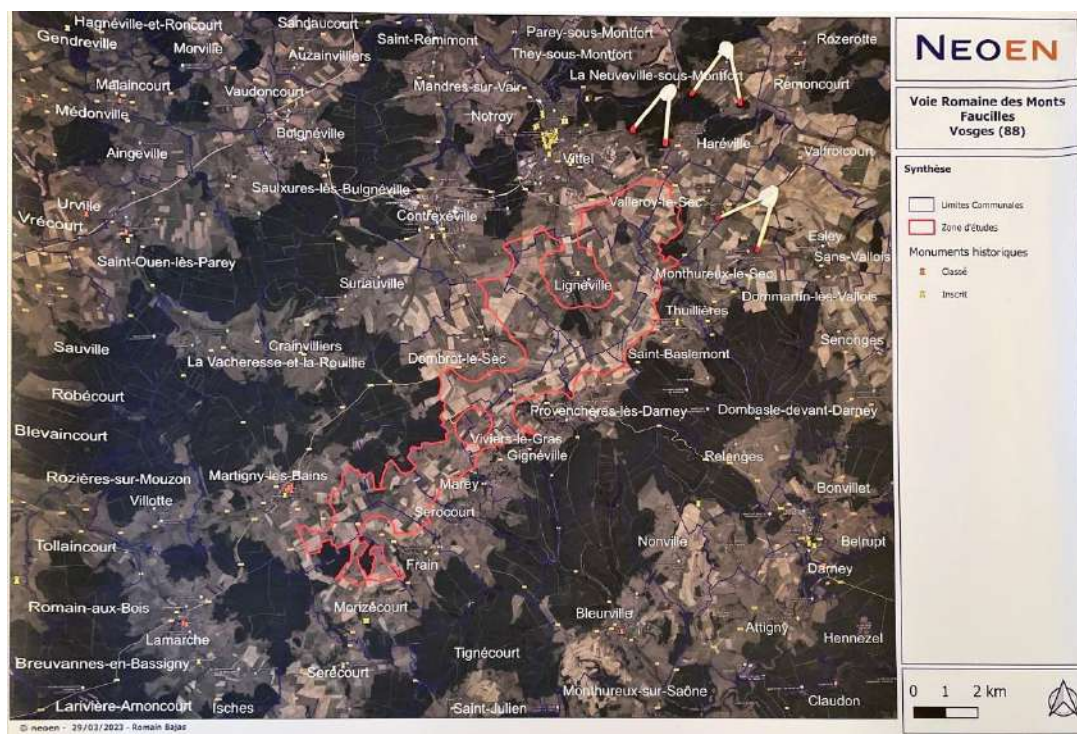 Hagnéville-et-Roncourt
Sandaucourt
Gendreville
Morville
Auzainvilliers
Saint-Remimont
Parey-sous-Montfort
They-sous-Montfort
Rozerotte
La Neuveville-sous-Montfort
Remoncourt
Malaincourt
Vaudoncourt
Mandres-sur-Vair
Médonville
Norroy
Bulgnéville
Haréville
Valfroicourt
Aingeville
Vittel
Saulxures-lès-Bulgnéville
Valleroy-le-Sec
Urville
Contrexéville
Vrécourt
Esley
Sans-Vallois
Saint-Ouen-lès-Parey
Monthureux-le-Sec
Suriauville
Lignéville
Dommartin-lès-Vallois
Thuillières
Crainvilliers
Senonges
Sauville
La Vacheresse-et-la-Rouillie
Dombrot-le-Sec
Saint-Baslemont
Robécourt
Provenchères-lès-Darney
Dombasle-devant-Darney
Blevaincourt
Viviers-le-Gras
Gignéville
Relanges
Rozières-sur-Mouzon
Martigny-les-Bains
Marey
Bonvillet
Villotte
Serocourt
Tollaincourt
Nonville
Belrupt
Frain
Darney
Romain-aux-Bois
Morizécourt
Bleurville
Attigny
Lamarche
Hennezel
Breuvannes-en-Bassigny
Serécourt
Tignécourt
Monthureux-sur-Saône
Claudon
Larivière-Arnoncourt
Isches
Saint-Julien
© neoen - 29/03/2023 - Romain Bajas
NEOEN
Voie Romaine des Monts
Faucilles
Vosges (88)
Synthèse
Limites Communales
Zone d'études
Monuments historiques
Classé
Inscrit
0 1 2 km